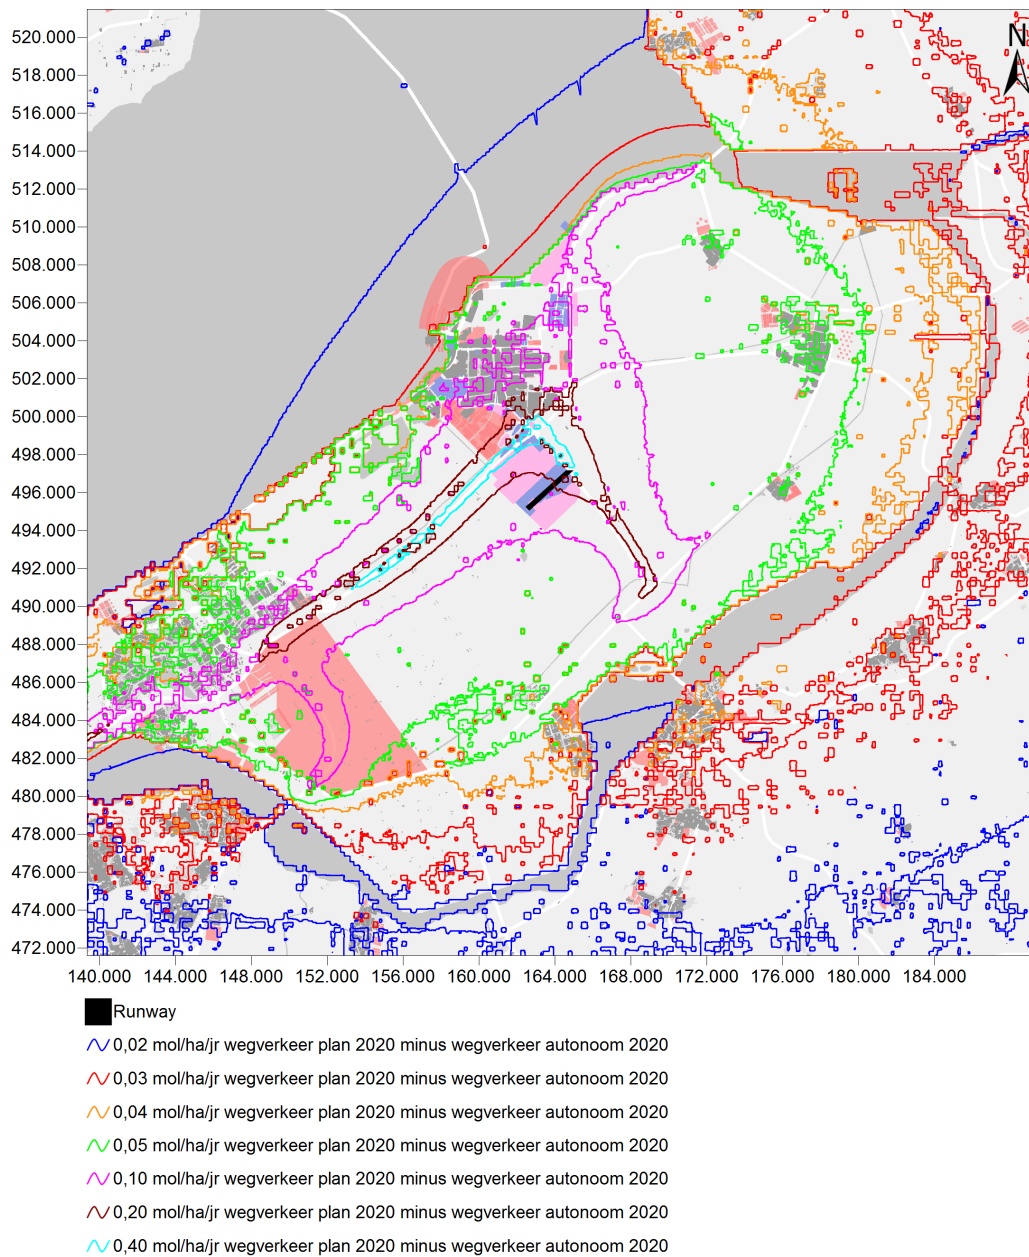 520.000
N
518.000
516.000
514.000
512.000
510.000
508.000
506.000
504.000
502.000
500.000
498.000
496.000
494.000
492.000
490.000
488.000
486.000
484.000
482.000
480.000
478.000
476.000
474.000
472.000
140.000 144.000 148.000 152.000 156.000 160.000 164.000 168.000 172.000 176.000 180.000 184.000
Runway
0,02 mol/ha/jr wegverkeer plan 2020 minus wegverkeer autonoom 2020
0,03 mol/ha/jr wegverkeer plan 2020 minus wegverkeer autonoom 2020
0,04 mol/ha/jr wegverkeer plan 2020 minus wegverkeer autonoom 2020
0,05 mol/ha/jr wegverkeer plan 2020 minus wegverkeer autonoom 2020
0,10 mol/ha/jr wegverkeer plan 2020 minus wegverkeer autonoom 2020
0,20 mol/ha/jr wegverkeer plan 2020 minus wegverkeer autonoom 2020
0,40 mol/ha/jr wegverkeer plan 2020 minus wegverkeer autonoom 2020